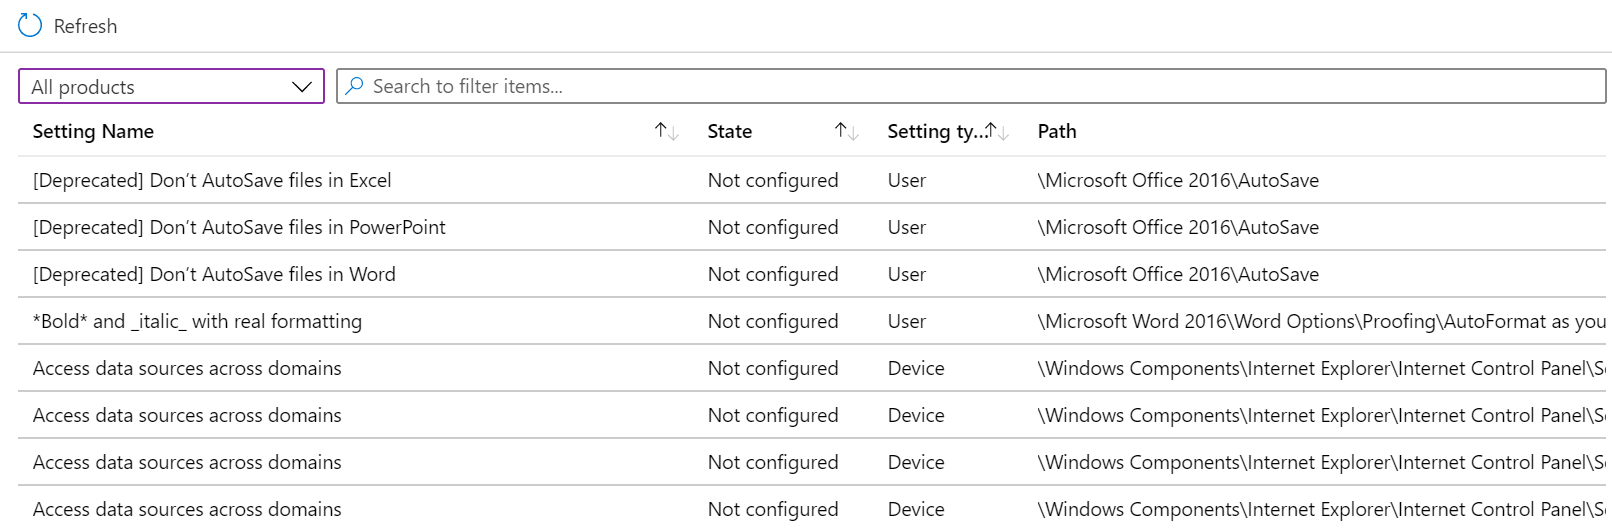 Refresh
All products Search to filter items...
Setting Name State Setting ty... Path
[Deprecated] Don’t AutoSave files in Excel Not configured User \Microsoft Office 2016\AutoSave
[Deprecated] Don’t AutoSave files in PowerPoint Not configured User \Microsoft Office 2016\AutoSave
[Deprecated] Don’t AutoSave files in Word Not configured User \Microsoft Office 2016\AutoSave
*Bold* and _italic_ with real formatting Not configured User \Microsoft Word 2016\Word Options\Proofing\AutoFormat as you
Access data sources across domains Not configured Device \Windows Components\Internet Explorer\Internet Control Panel\
Access data sources across domains Not configured Device \Windows Components\Internet Explorer\Internet Control Panel\
Access data sources across domains Not configured Device \Windows Components\Internet Explorer\Internet Control Panel\
Access data sources across domains Not configured Device \Windows Components\Internet Explorer\Internet Control Panel\